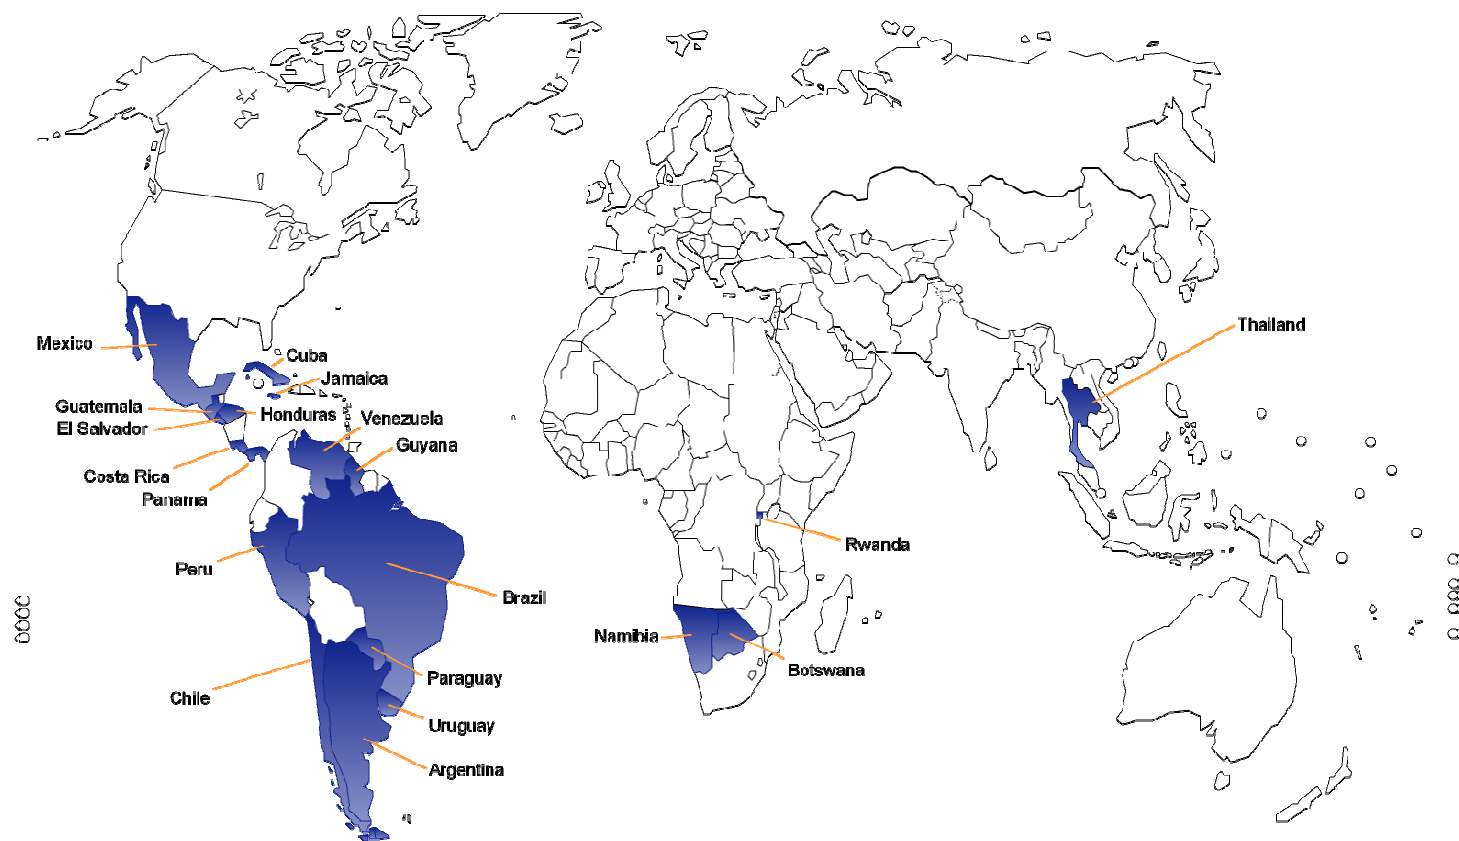 Thailand
Mexico
Cuba
Jamaica
Guatemala
Honduras
Venezuela
El Salvador
Guyana
Costa Rica
Panama
Rwanda
Peru
Brazil
Namibia
Botswana
Paraguay
Chile
Uruguay
Argentina